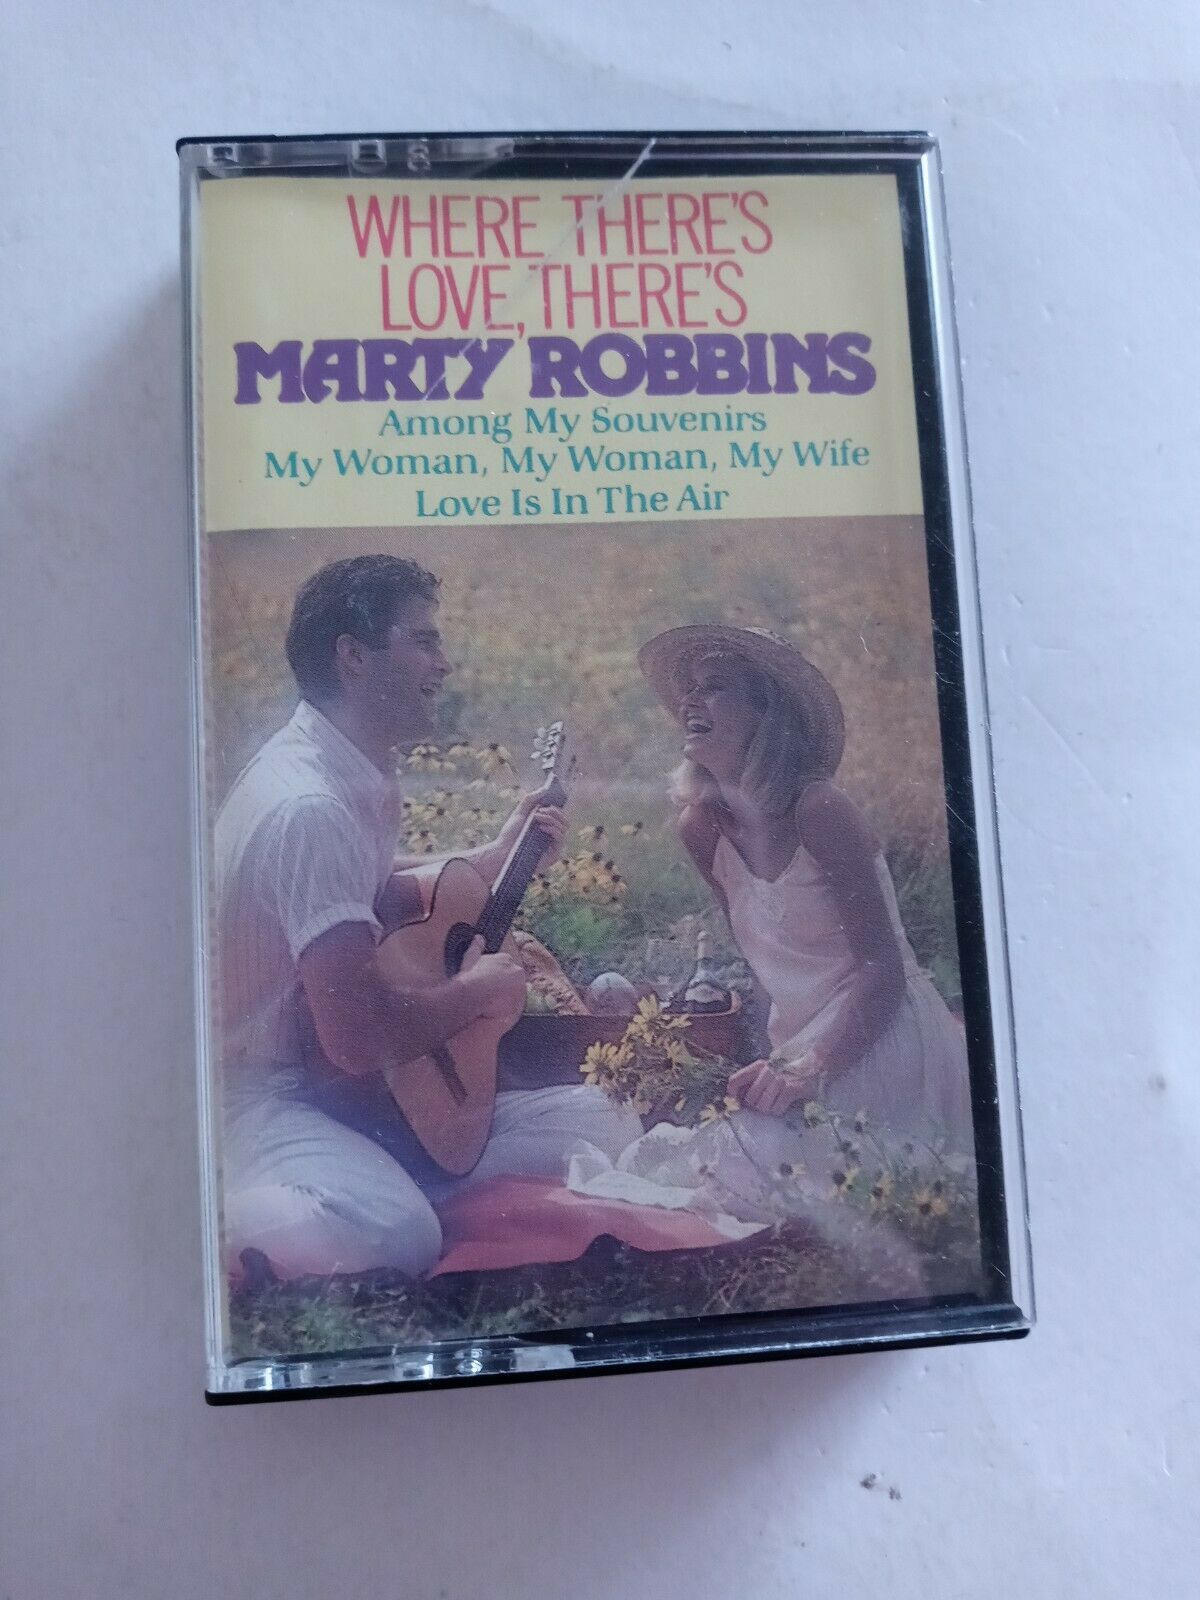 WHERE THERE'S
LOVE, THERE'S
MARTY ROBBINS
Among My Souvenirs
My Woman, My Woman, My Wife
Love Is In The Air